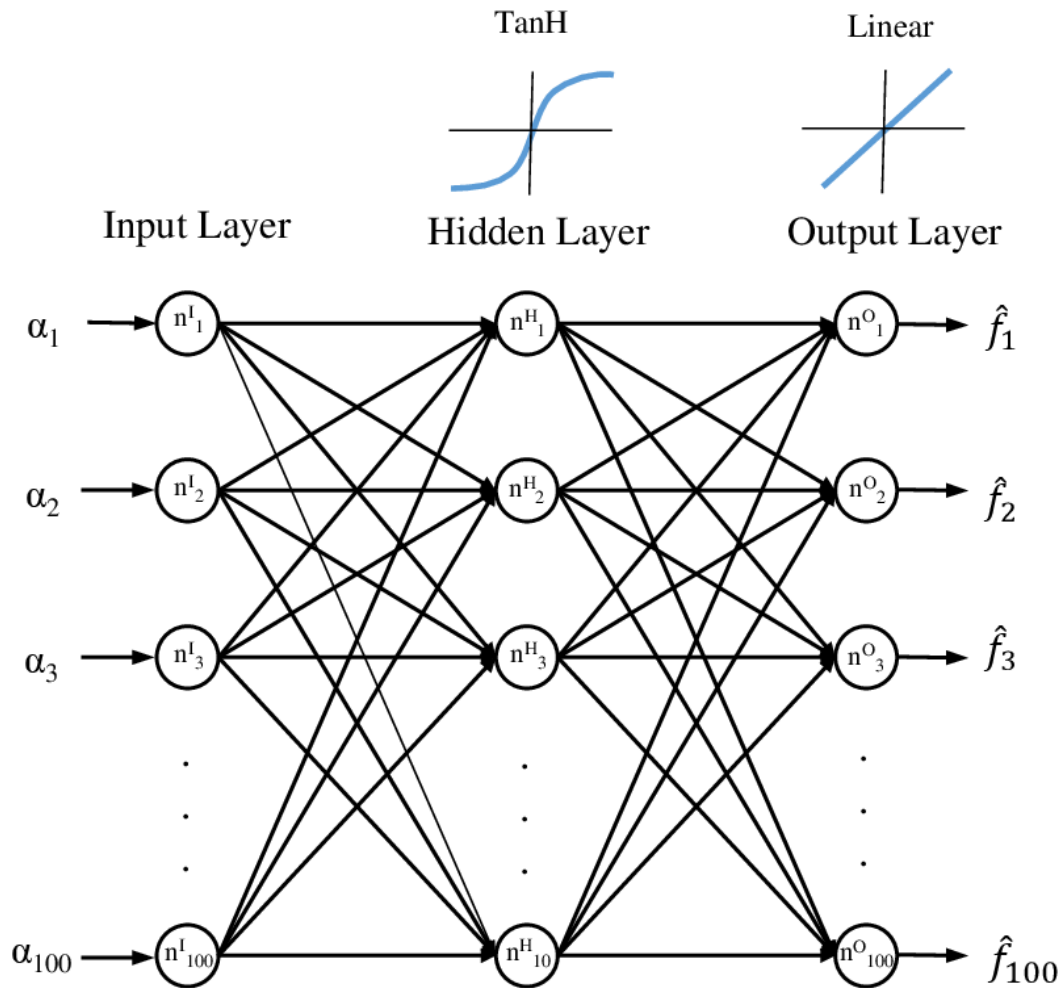 TanH Linear
Input Layer Hidden Layer Output Layer
α₁ nᴵ₁ nᴴ₁ nᴼ₁ f̂₁
α₂ nᴵ₂ nᴴ₂ nᴼ₂ f̂₂
α₃ nᴵ₃ nᴴ₃ nᴼ₃ f̂₃
α₁₀₀ nᴵ₁₀₀ nᴴ₁₀ nᴼ₁₀₀ f̂₁₀₀